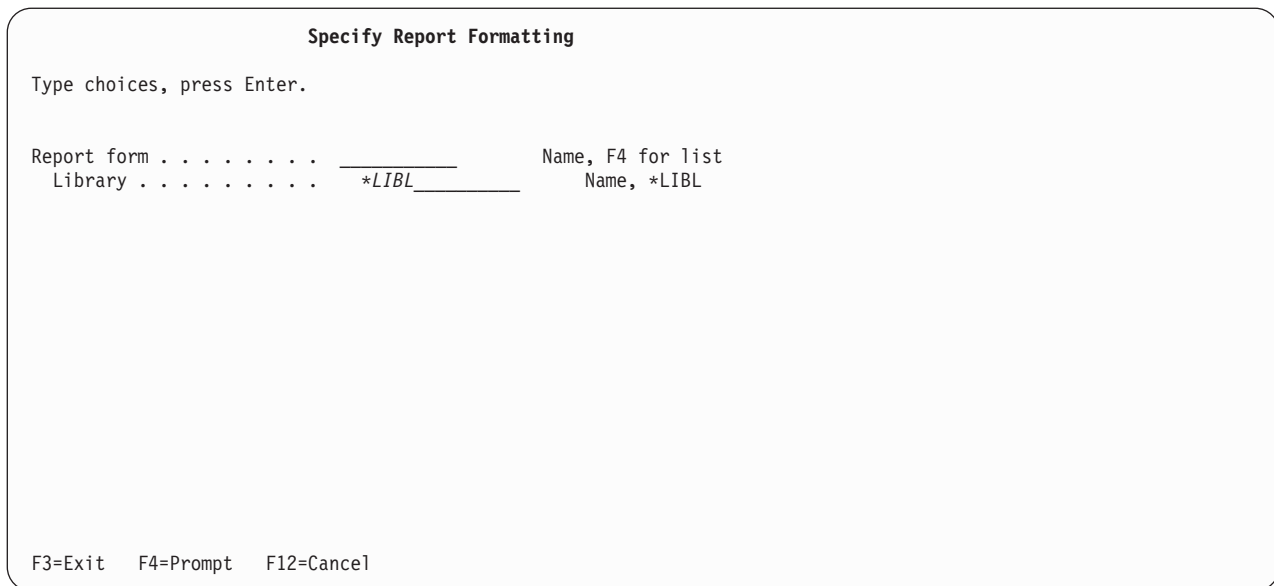 Specify Report Formatting
Type choices, press Enter.
Report form . . . . . . . . ___________ Name, F4 for list
Library . . . . . . . . . *LIBL__________ Name, *LIBL
F3=Exit F4=Prompt F12=Cancel